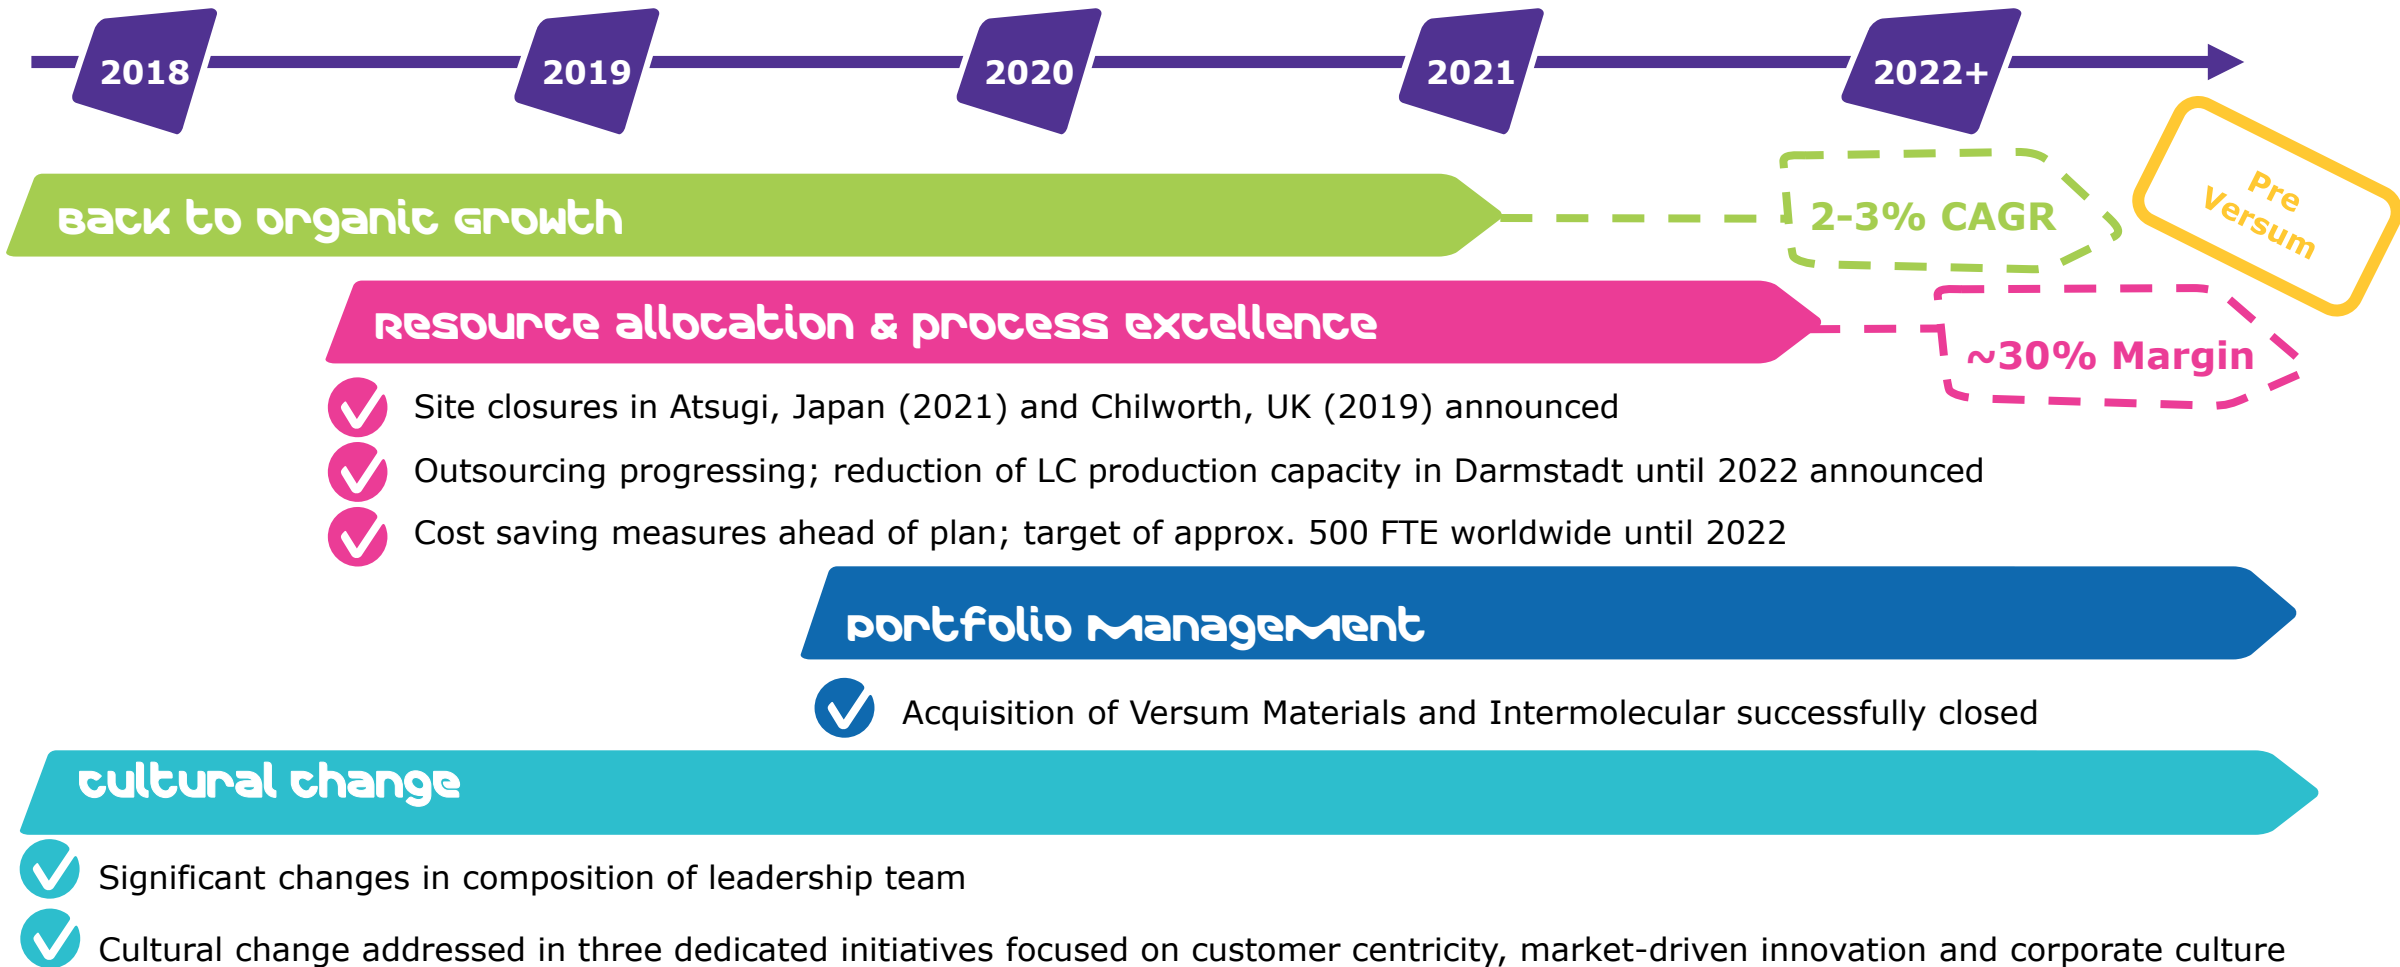 2018
2019
2020
2021
2022+
Back to Organic Growth
2-3% CAGR
Pre
Versum
Resource allocation & process excellence
~30% Margin
Site closures in Atsugi, Japan (2021) and Chilworth, UK (2019) announced
Outsourcing progressing; reduction of LC production capacity in Darmstadt until 2022 announced
Cost saving measures ahead of plan; target of approx. 500 FTE worldwide until 2022
Portfolio Management
Acquisition of Versum Materials and Intermolecular successfully closed
Cultural change
Significant changes in composition of leadership team
Cultural change addressed in three dedicated initiatives focused on customer centricity, market-driven innovation and corporate culture